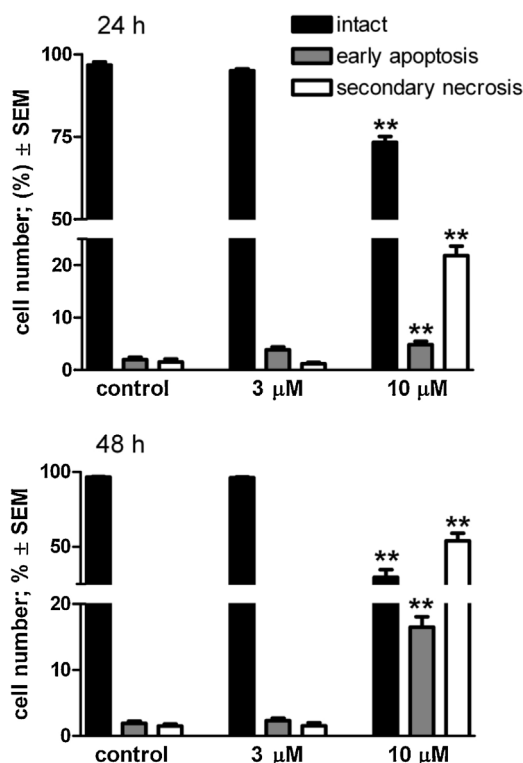 24 h
intact
early apoptosis
secondary necrosis
cell number; (%) ± SEM
100
75
50
20
10
0
**
**
**
control 3 μM 10 μM
48 h
cell number; % ± SEM
100
50
20
10
0
**
**
**
control 3 μM 10 μM